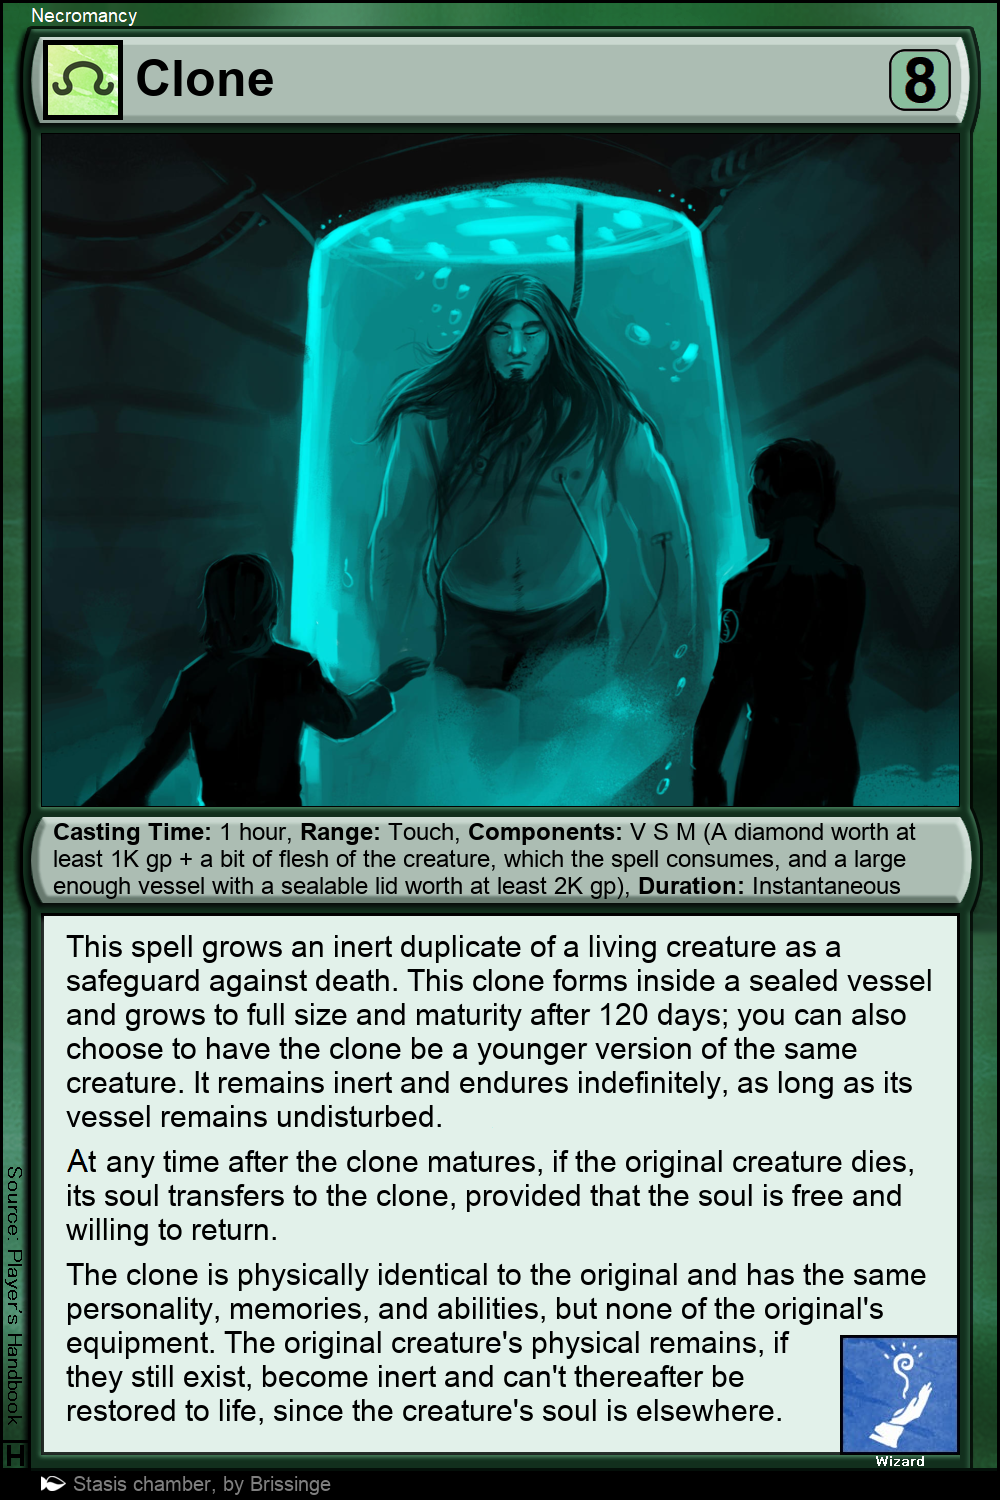 Necromancy
Clone
8
Casting Time: 1 hour, Range: Touch, Components: V S M (A diamond worth at
least 1K gp + a bit of flesh of the creature, which the spell consumes, and a large
enough vessel with a sealable lid worth at least 2K gp), Duration: Instantaneous
This spell grows an inert duplicate of a living creature as a
safeguard against death. This clone forms inside a sealed vessel
and grows to full size and maturity after 120 days; you can also
choose to have the clone be a younger version of the same
creature. It remains inert and endures indefinitely, as long as its
vessel remains undisturbed.
At any time after the clone matures, if the original creature dies,
its soul transfers to the clone, provided that the soul is free and
willing to return.
The clone is physically identical to the original and has the same
personality, memories, and abilities, but none of the original's
equipment. The original creature's physical remains, if
they still exist, become inert and can't thereafter be
restored to life, since the creature's soul is elsewhere.
Wizard
Source: Player's Handbook
H
Stasis chamber, by Brissinge